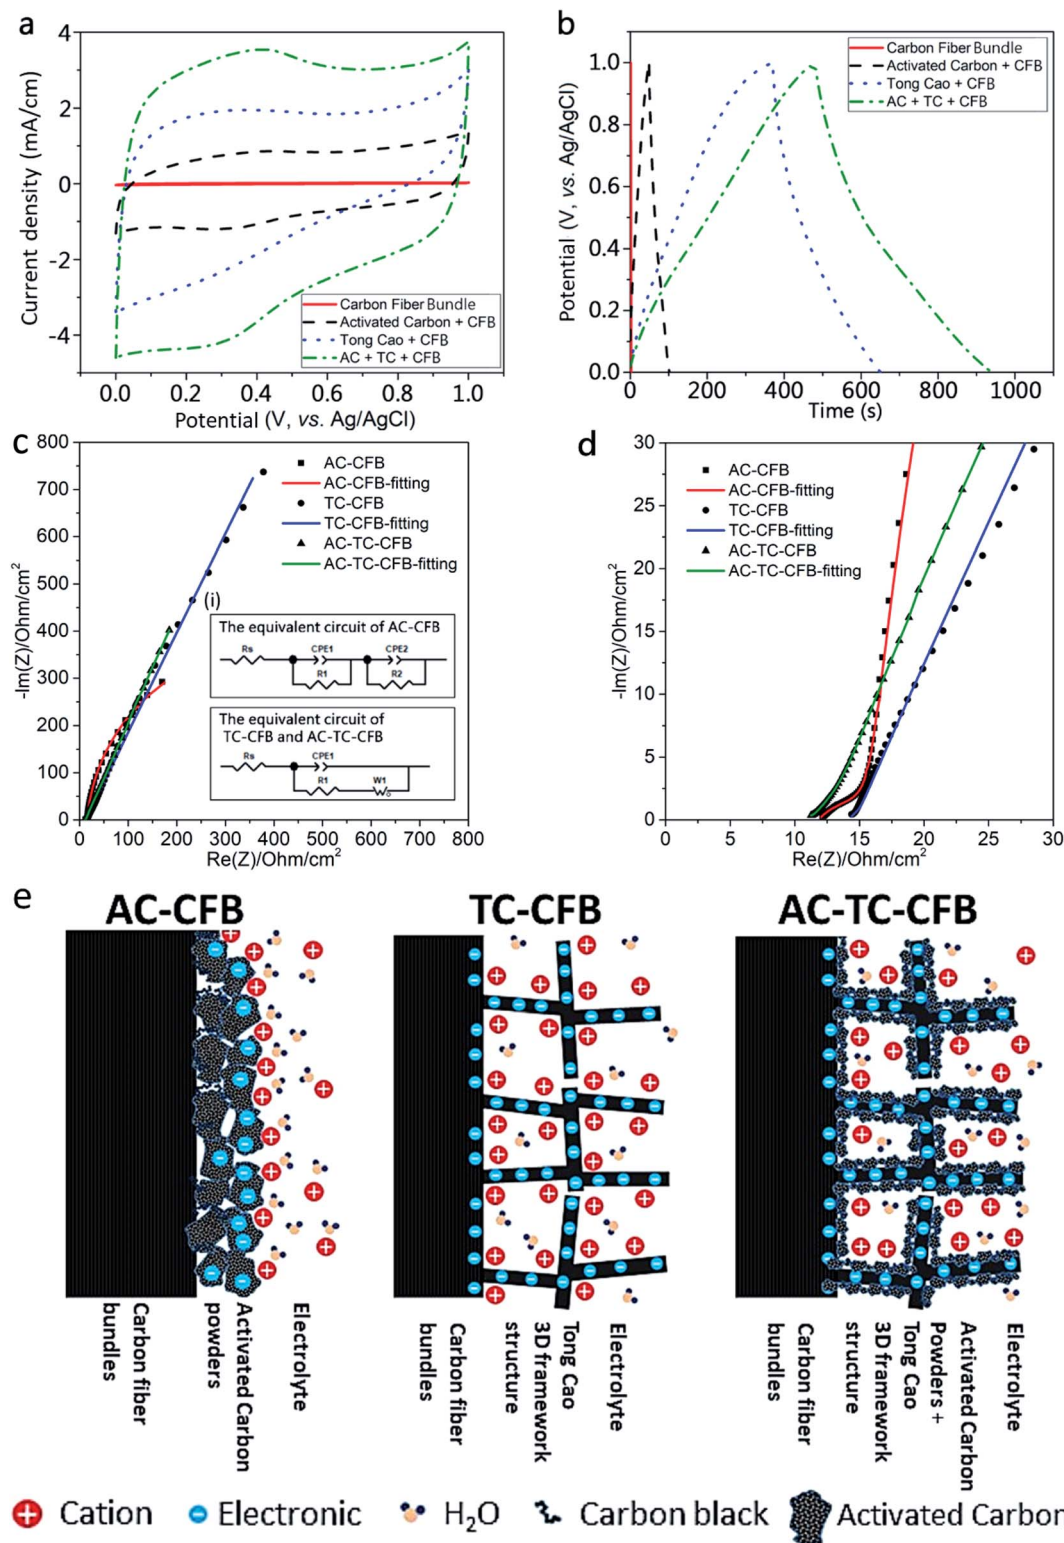 a
Current density (mA/cm)
4
2
0
-2
-4
Carbon Fiber Bundle
Activated Carbon + CFB
Tong Cao + CFB
AC + TC + CFB
0.0
0.2
0.4
0.6
0.8
1.0
Potential (V, vs. Ag/AgCl)
b
Potential (V, vs. Ag/AgCl)
1.0
0.8
0.6
0.4
0.2
0.0
Carbon Fiber Bundle
Activated Carbon + CFB
Tong Cao + CFB
AC + TC + CFB
0
200
400
600
800
1000
Time (s)
c
-Im(Z)/Ohm/cm2
800
700
600
500
400
300
200
100
0
AC-CFB
AC-CFB-fitting
TC-CFB
TC-CFB-fitting
AC-TC-CFB
AC-TC-CFB-fitting
(i)
The equivalent circuit of AC-CFB
Rs
CPE1
R1
CPE2
R2
The equivalent circuit of
TC-CFB and AC-TC-CFB
Rs
CPE1
R1
W1
0
100
200
300
400
500
600
700
800
Re(Z)/Ohm/cm2
d
-Im(Z)/Ohm/cm2
30
25
20
15
10
5
0
AC-CFB
AC-CFB-fitting
TC-CFB
TC-CFB-fitting
AC-TC-CFB
AC-TC-CFB-fitting
0
5
10
15
20
25
30
Re(Z)/Ohm/cm2
e
AC-CFB
Carbon fiber
bundles
Activated Carbon
powders
Electrolyte
TC-CFB
Carbon fiber
bundles
Tong Cao
3D framework
structure
Electrolyte
AC-TC-CFB
Carbon fiber
bundles
Activated Carbon
Powders +
Tong Cao
3D framework
structure
Electrolyte
Cation
Electronic
H2O
Carbon black
Activated Carbon